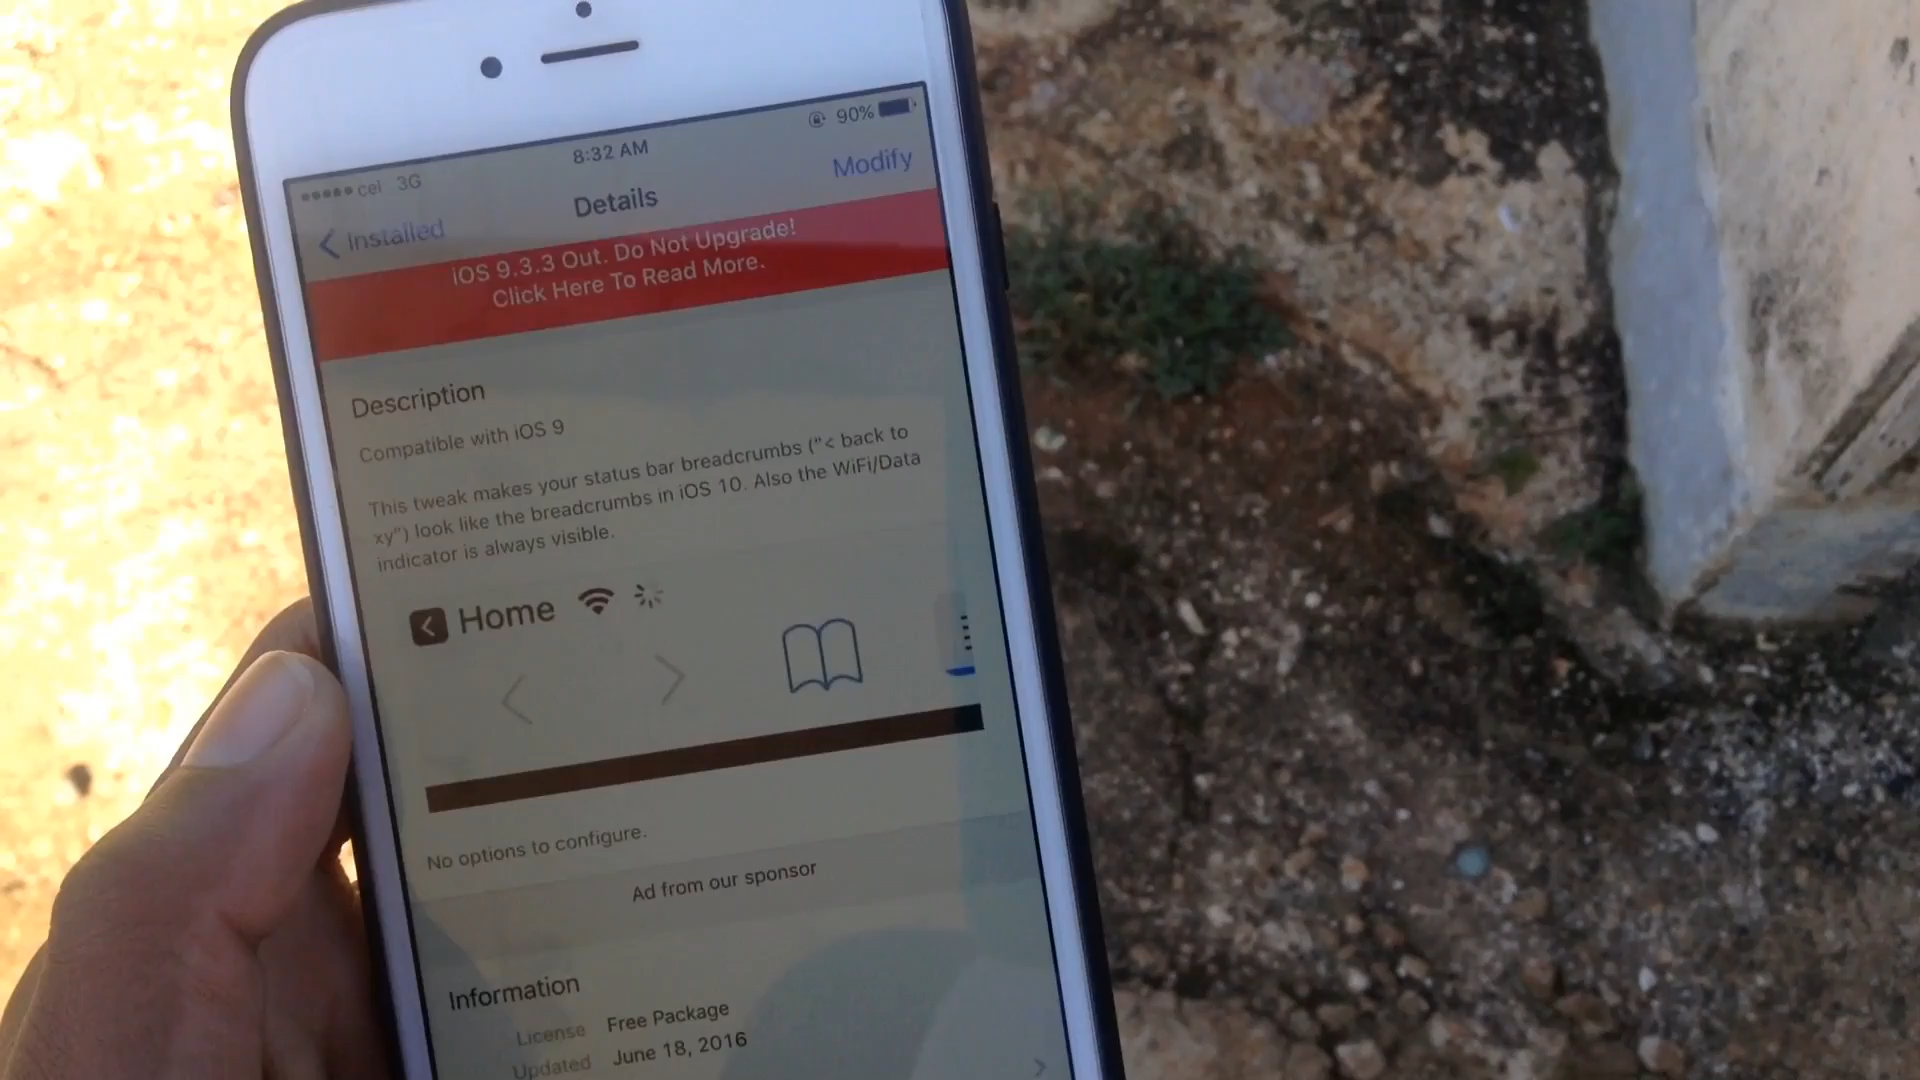 cel 3G
8:32 AM
90%
Installed
Details
Modify
iOS 9.3.3 Out. Do Not Upgrade!
Click Here To Read More.
Description
Compatible with iOS 9
This tweak makes your status bar breadcrumbs ("< back to
xy") look like the breadcrumbs in iOS 10. Also the WiFi/Data
indicator is always visible.
Home
No options to configure.
Ad from our sponsor
Information
License Free Package
Updated June 18, 2016